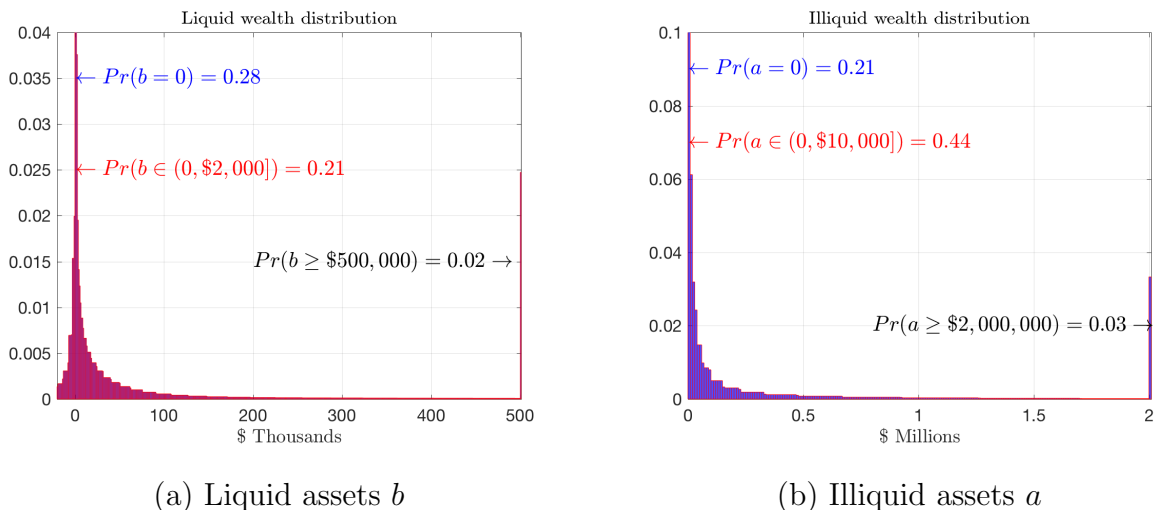 Liquid wealth distribution
0.04
0.035
0.03
0.025
0.02
0.015
0.01
0.005
0
← Pr(b = 0) = 0.28
← Pr(b ∈ (0, $2, 000]) = 0.21
Pr(b ≥ $500, 000) = 0.02 →
0 100 200 300 400 500
$ Thousands
(a) Liquid assets b
Illiquid wealth distribution
0.1
0.08
0.06
0.04
0.02
0
← Pr(a = 0) = 0.21
← Pr(a ∈ (0, $10, 000]) = 0.44
Pr(a ≥ $2, 000, 000) = 0.03 →
0 0.5 1 1.5 2
$ Millions
(b) Illiquid assets a